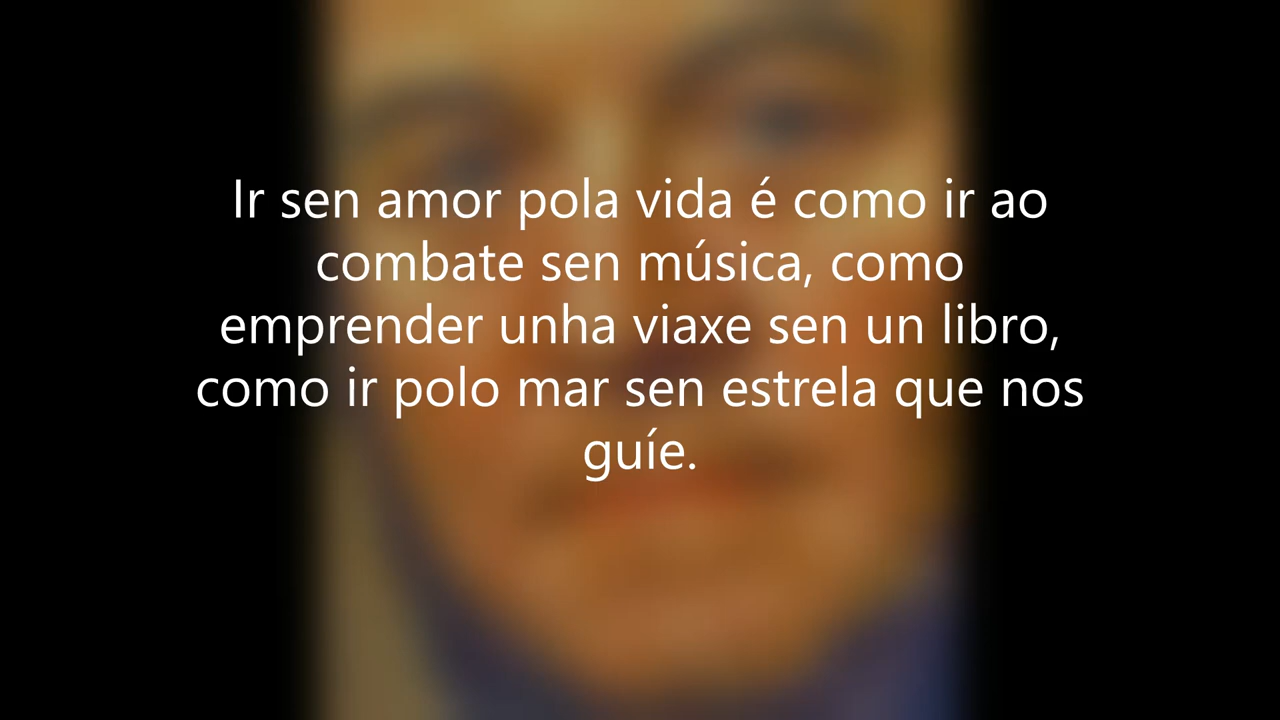 Ir sen amor pola vida é como ir ao
combate sen música, como
emprender unha viaxe sen un libro,
como ir polo mar sen estrela que nos
guíe.